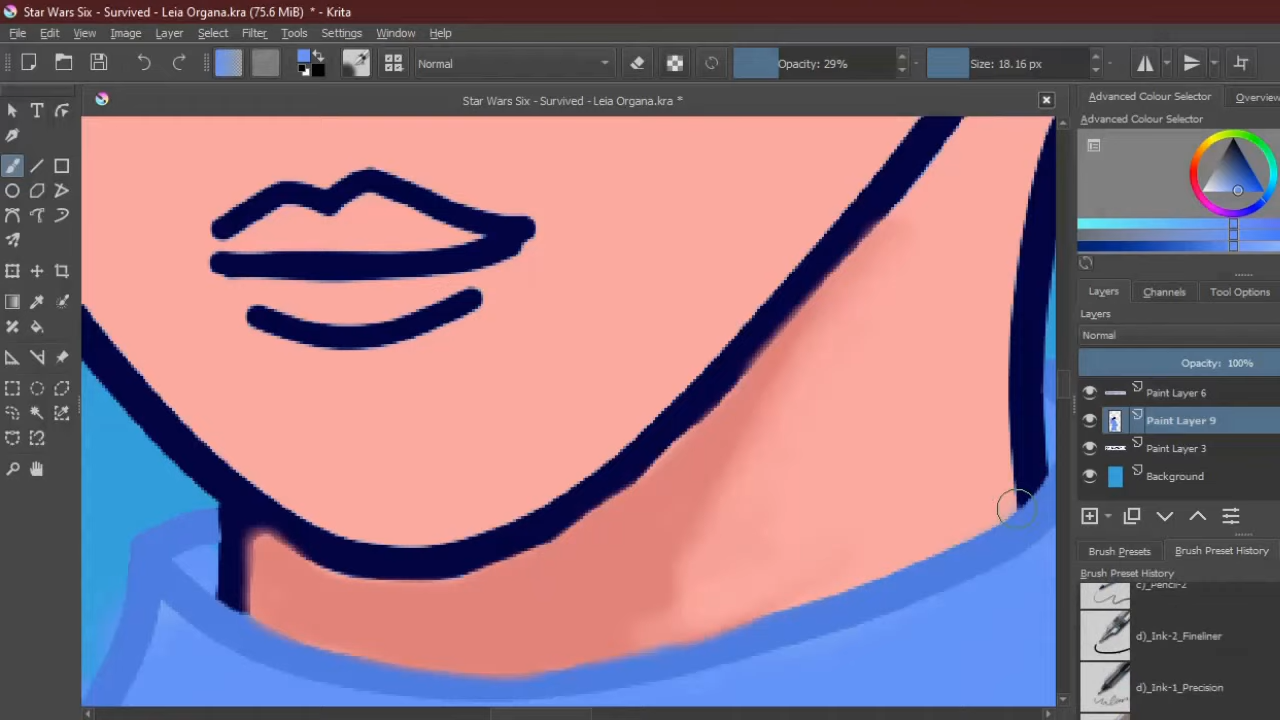 Star Wars Six - Survived - Leia Organa.kra (75.6 MiB) * - Krita
File Edit View Image Layer Select Filter Tools Settings Window Help
Normal Opacity: 29% Size: 18.16 px
Star Wars Six - Survived - Leia Organa.kra *
Advanced Colour Selector Overview
Advanced Colour Selector
Layers Channels Tool Options
Layers
Normal
Opacity: 100%
Paint Layer 6
Paint Layer 9
Paint Layer 3
Background
Brush Presets Brush Preset History
Brush Preset History
c)_Pencil-2
d)_Ink-2_Fineliner
d)_Ink-1_Precision